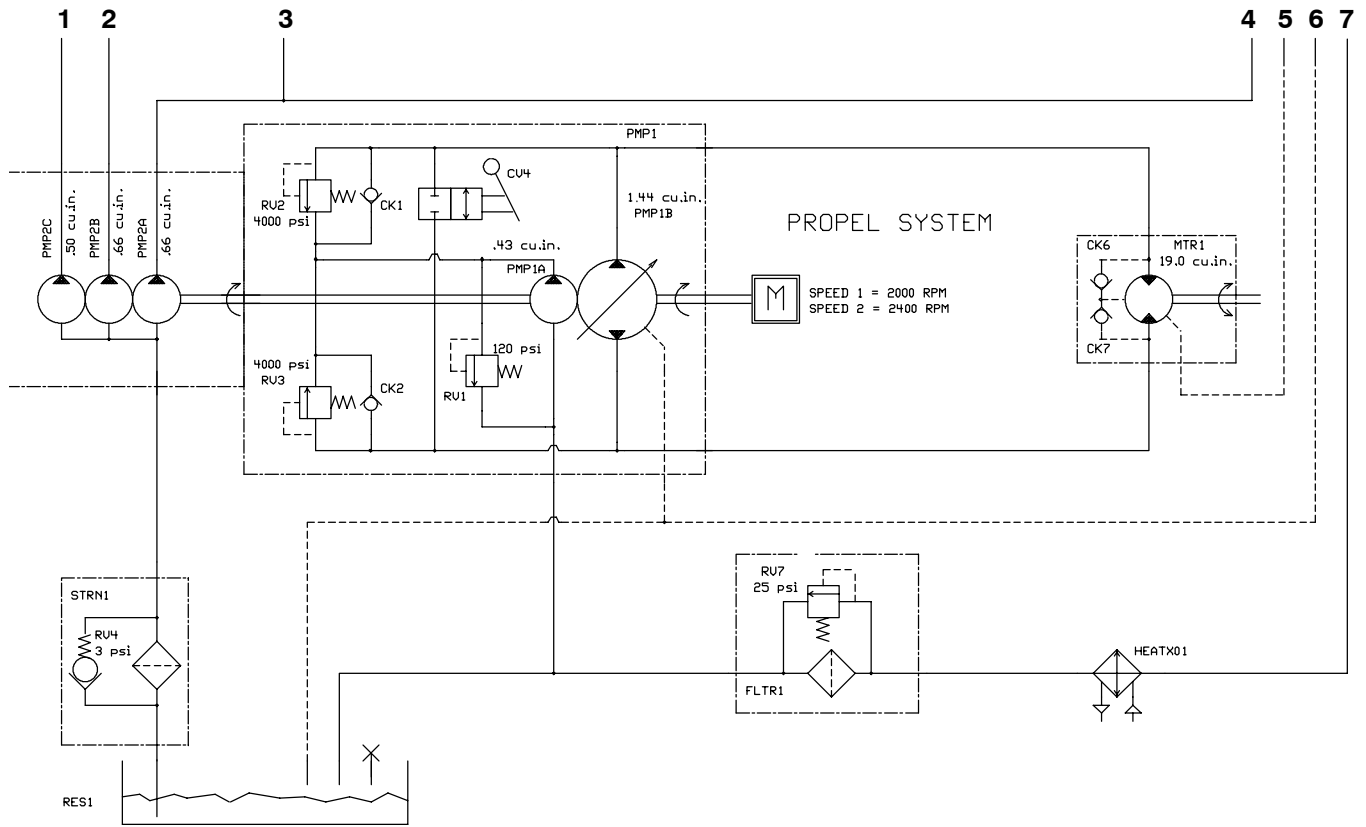 1 2 3 4 5 6 7
PMP1
PMP2C
.50 cu.in.
PMP2B
.66 cu.in.
PMP2A
.66 cu.in.
RV2
4000 psi
CK1
CV4
1.44 cu.in.
PMP1B
.43 cu.in.
PMP1A
PROPEL SYSTEM
CK6
MTR1
19.0 cu.in.
CK7
M
SPEED 1 = 2000 RPM
SPEED 2 = 2400 RPM
4000 psi
RV3
CK2
120 psi
RV1
STRN1
RV4
3 psi
RV7
25 psi
FLTR1
HEATX01
RES1